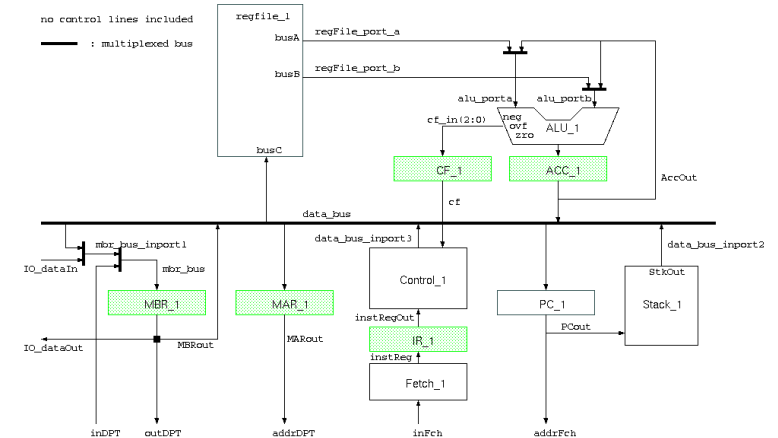 no control lines included
: multiplexed bus
regfile_1
busA
busB
busC
regFile_port_a
regFile_port_b
alu_porta
alu_portb
cf_in(2:0)
neg
ovf
zro
ALU_1
CF_1
ACC_1
AccOut
cf
data_bus
mbr_bus_inport1
data_bus_inport3
data_bus_inport2
IO_dataIn
mbr_bus
Control_1
StkOut
Stack_1
MBR_1
MAR_1
PC_1
instRegOut
PCout
IO_dataOut
MBRout
MARout
IR_1
instReg
Fetch_1
inDPT
outDPT
addrDPT
inFch
addrFch